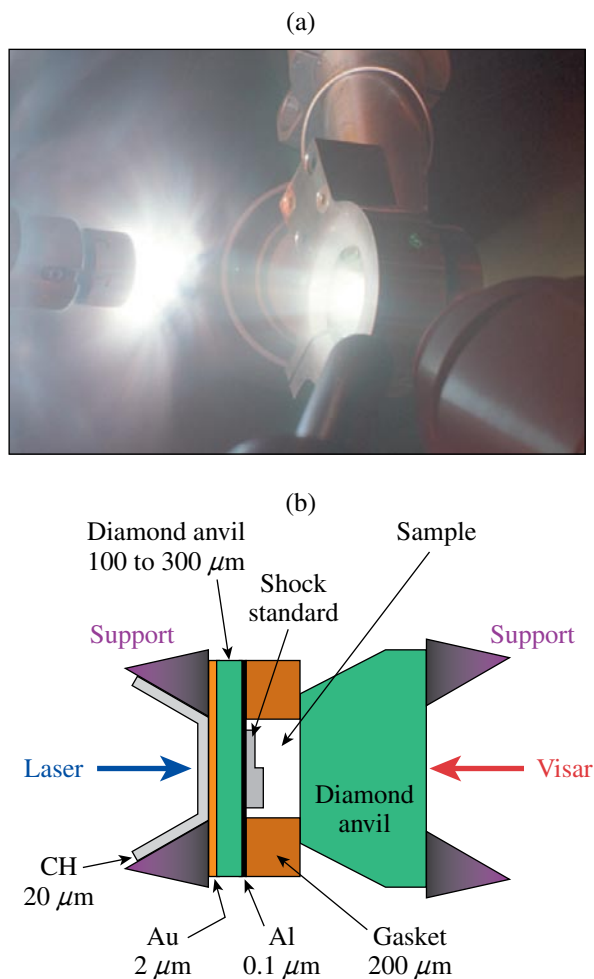 (a)
(b)
Diamond anvil
100 to 300 μm
Sample
Shock
standard
Support
Support
Laser
Visar
Diamond
anvil
CH
20 μm
Au
2 μm
Al
0.1 μm
Gasket
200 μm